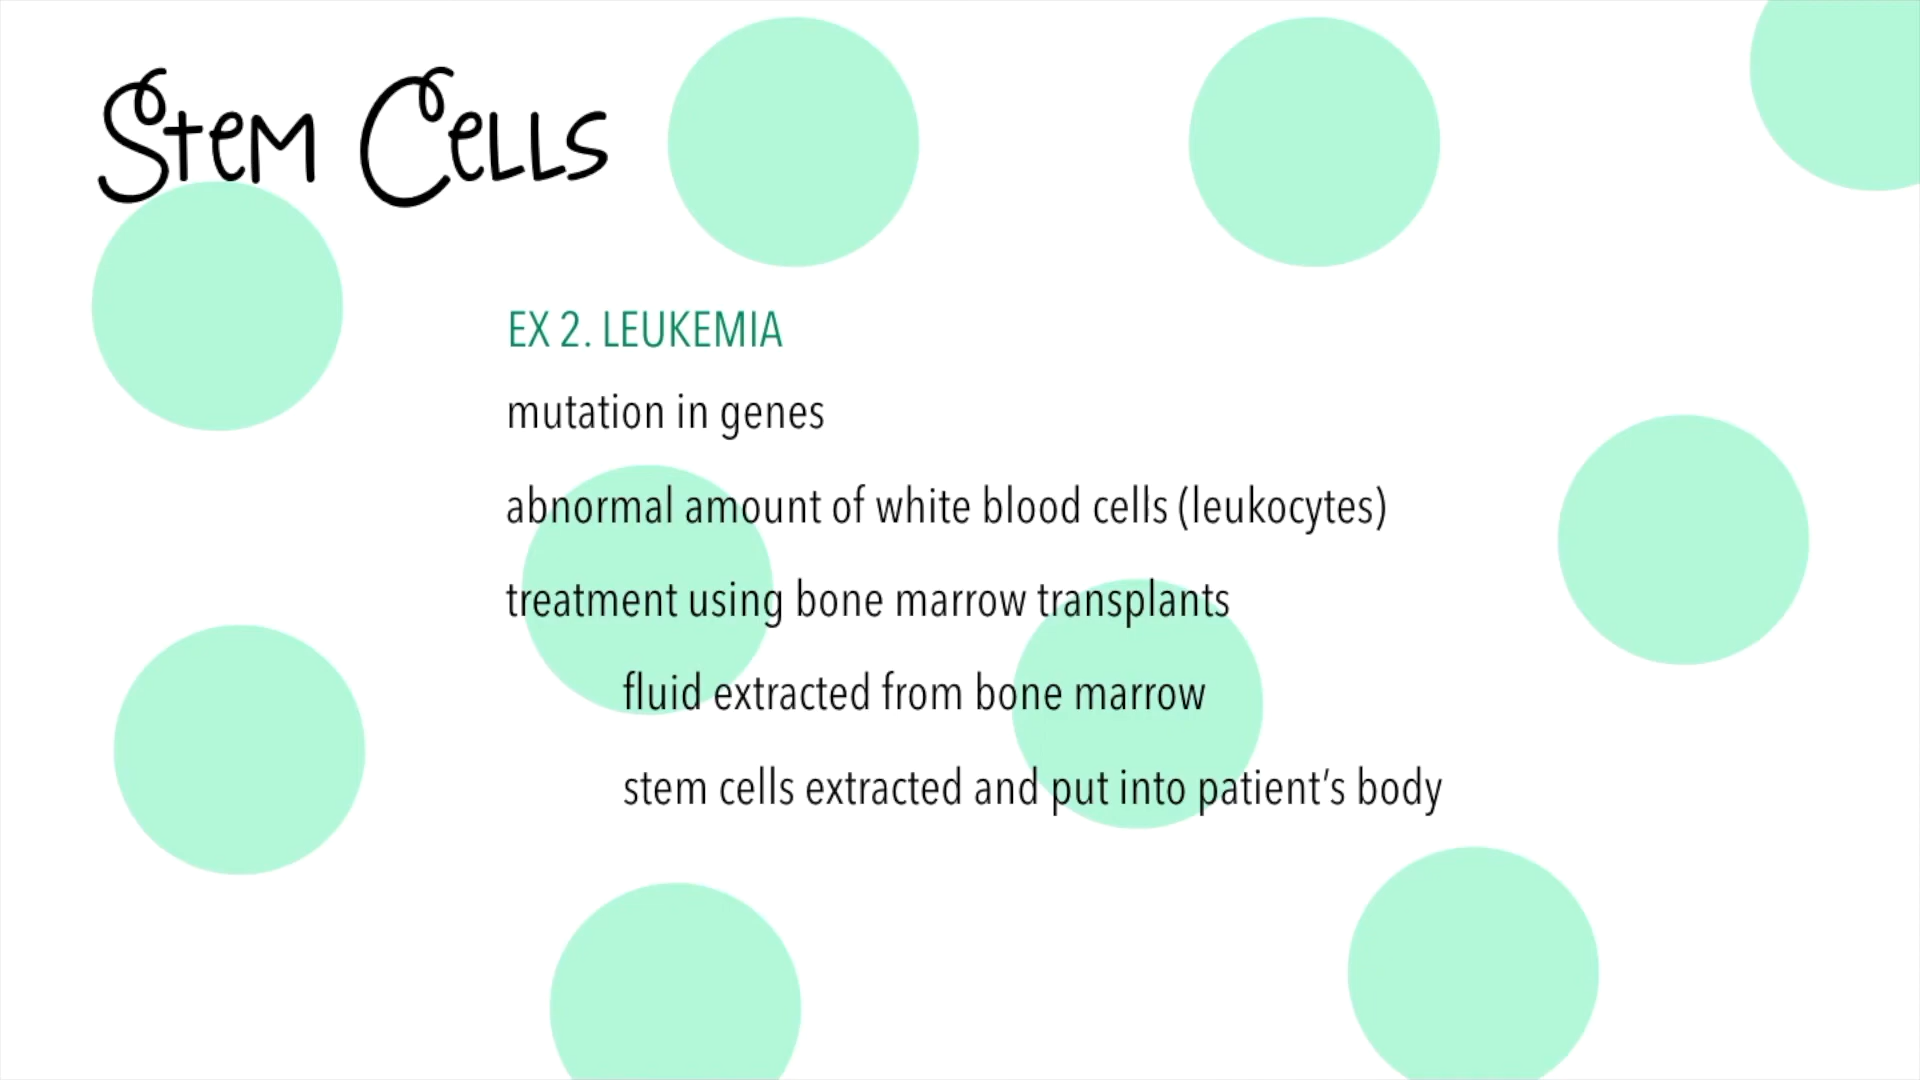 Stem Cells
EX 2. LEUKEMIA
mutation in genes
abnormal amount of white blood cells (leukocytes)
treatment using bone marrow transplants
fluid extracted from bone marrow
stem cells extracted and put into patient’s body